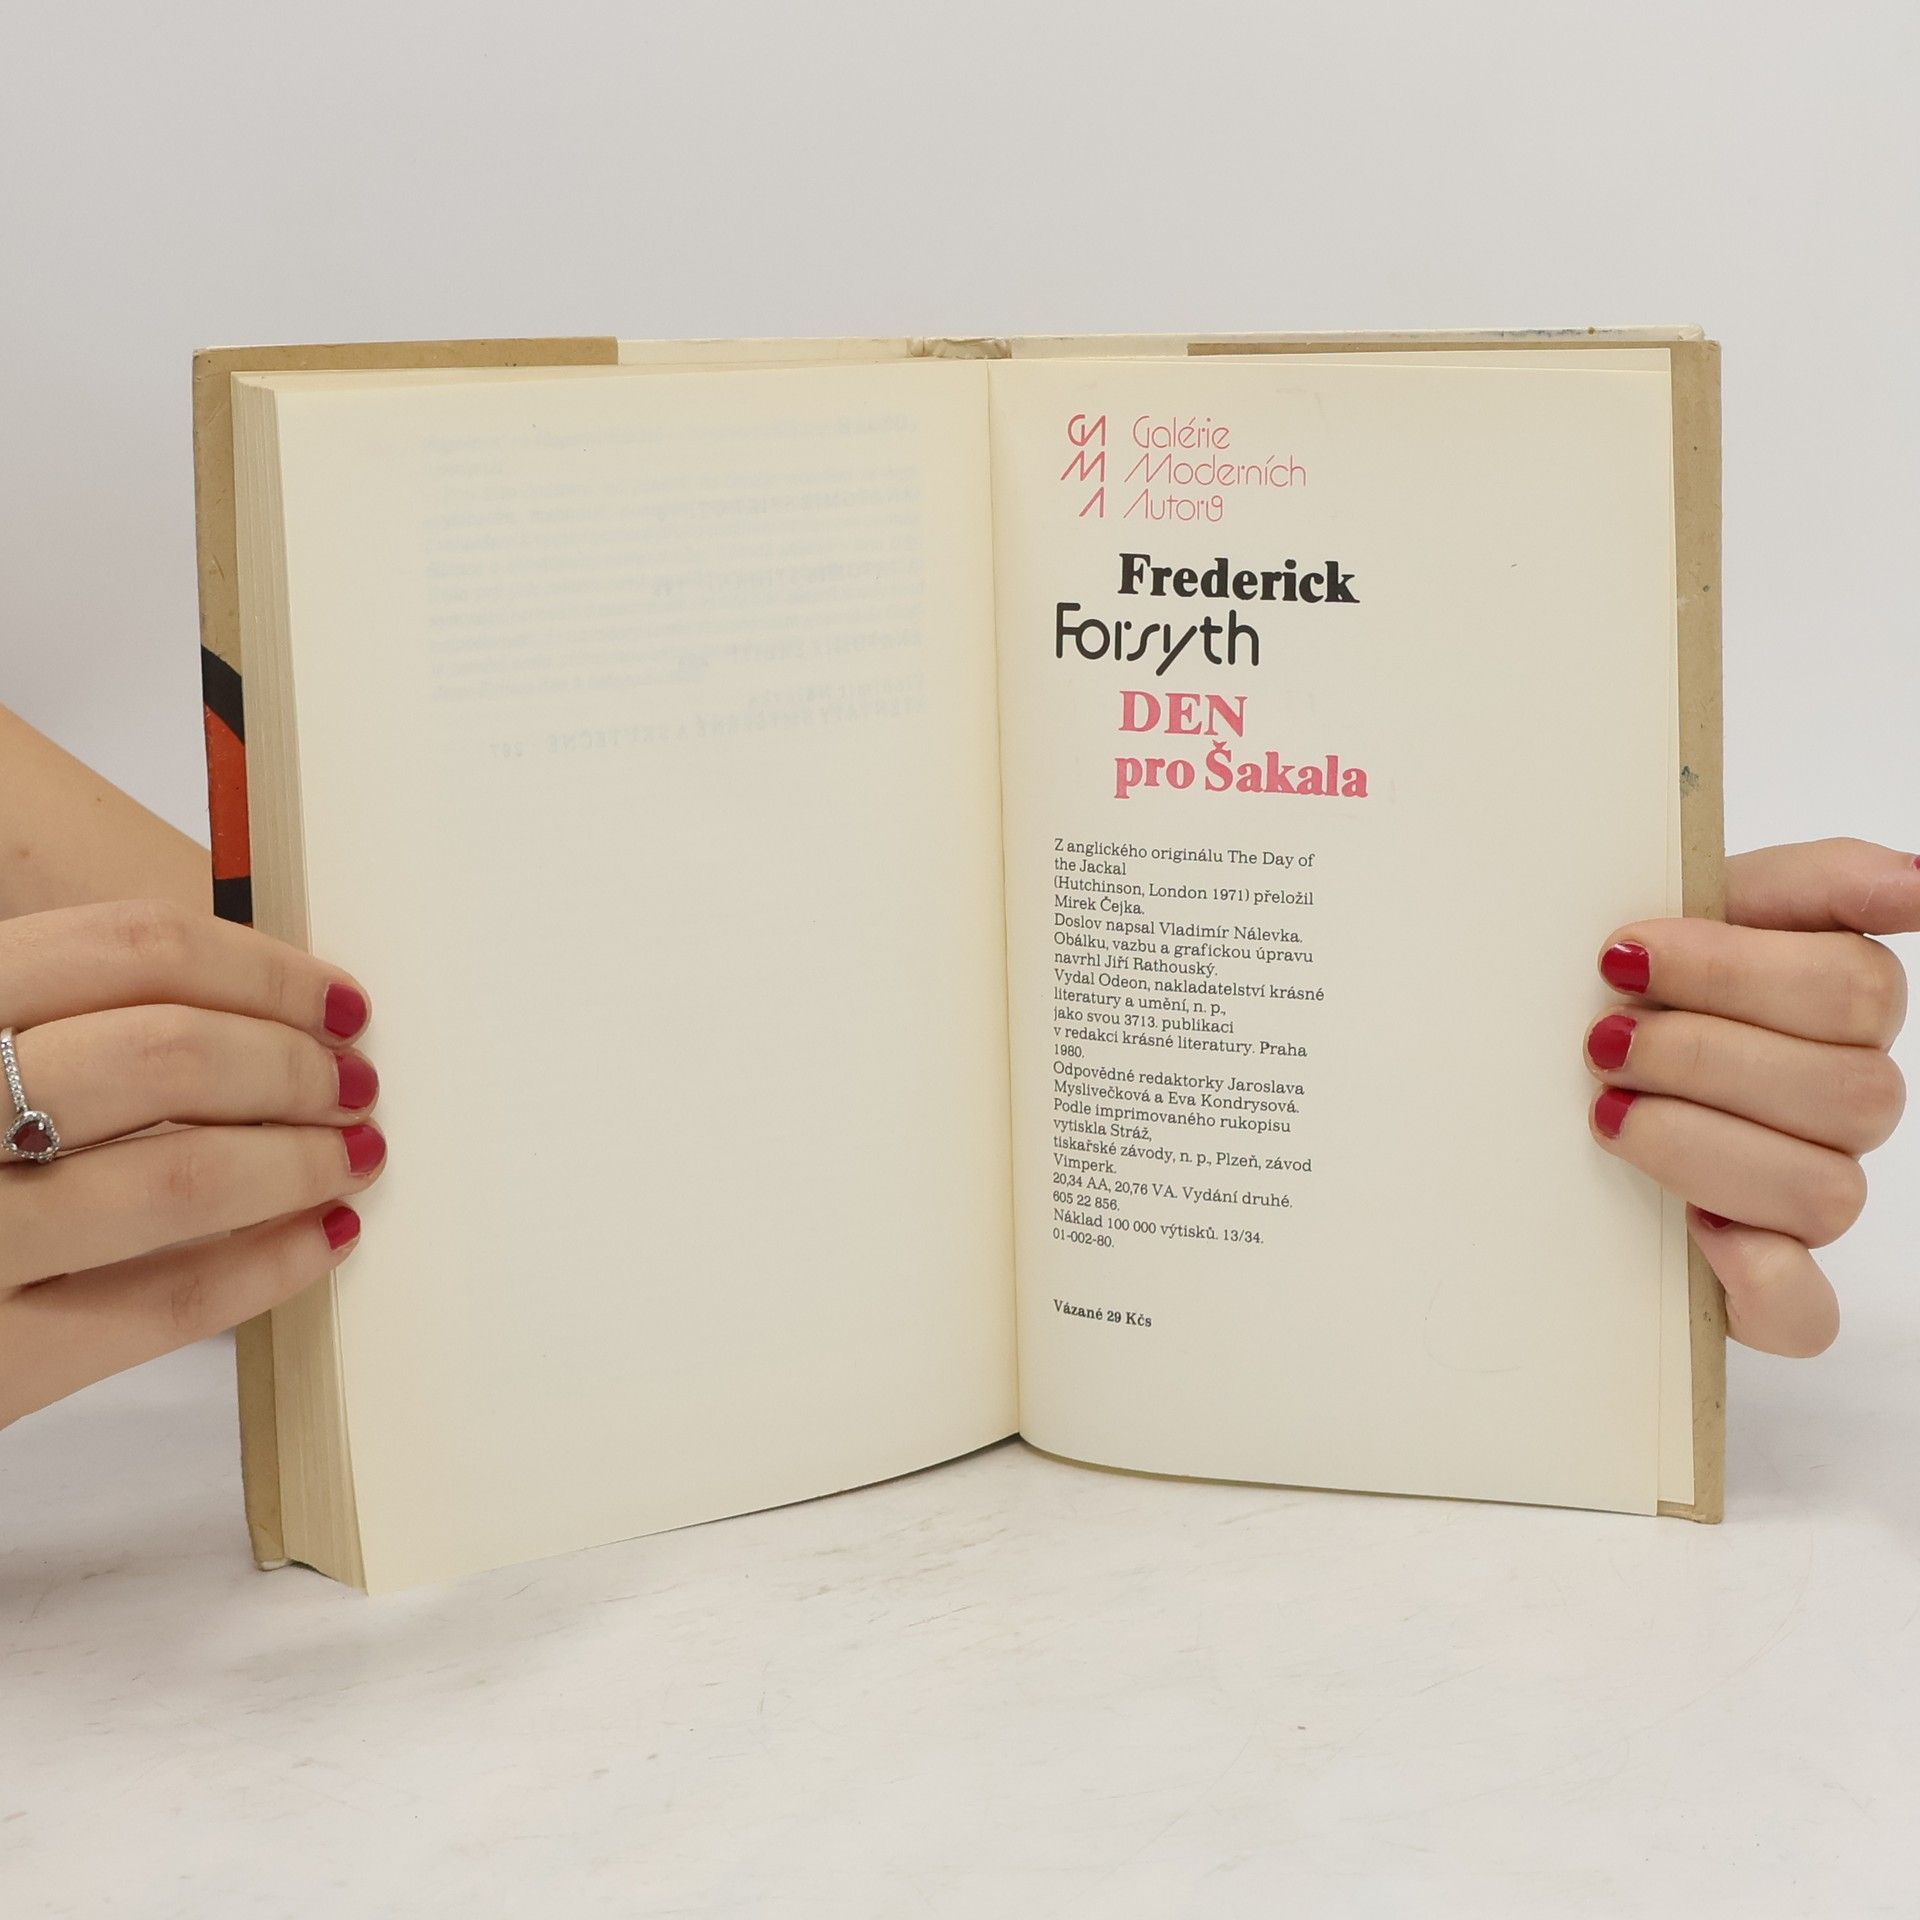 GA Galérie
M Moderních
A Autorů
Frederick
Forsyth
DEN
pro Šakala
Z anglického originálu The Day of
the Jackal
(Hutchinson, London 1971) přeložil
Mirek Čejka.
Doslov napsal Vladimír Nálevka.
Obálku, vazbu a grafickou úpravu
navrhl Jiří Rathouský.
Vydal Odeon, nakladatelství krásné
literatury a umění, n. p.,
jako svou 3713. publikaci
v redakci krásné literatury. Praha
1980.
Odpovědné redaktorky Jaroslava
Myslivečková a Eva Kondrysová.
Podle imprimovaného rukopisu
vytiskla Stráž,
tiskařské závody, n. p., Plzeň, závod
Vimperk.
20,34 AA, 20,76 VA. Vydání druhé.
605 22 856.
Náklad 100 000 výtisků. 13/34.
01-002-80.
Vázané 29 Kčs